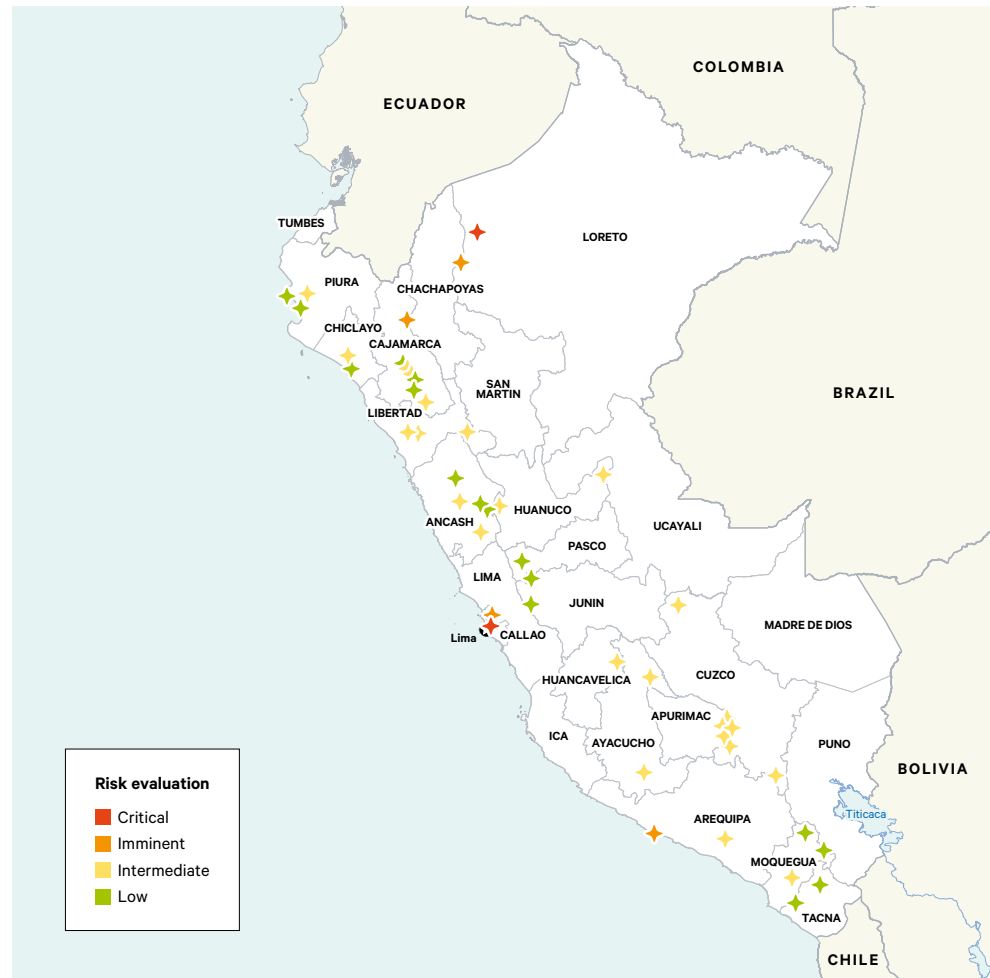 COLOMBIA
ECUADOR
TUMBES
LORETO
PIURA
CHACHAPOYAS
CHICLAYO
CAJAMARCA
SAN
MARTIN
BRAZIL
LIBERTAD
HUANUCO
ANCASH
UCAYALI
PASCO
LIMA
JUNIN
MADRE DE DIOS
CALLAO
Lima
CUZCO
HUANCAVELICA
APURIMAC
ICA
AYACUCHO
PUNO
BOLIVIA
Risk evaluation
Critical
Imminent
Intermediate
Low
Titicaca
AREQUIPA
MOQUEGUA
TACNA
CHILE